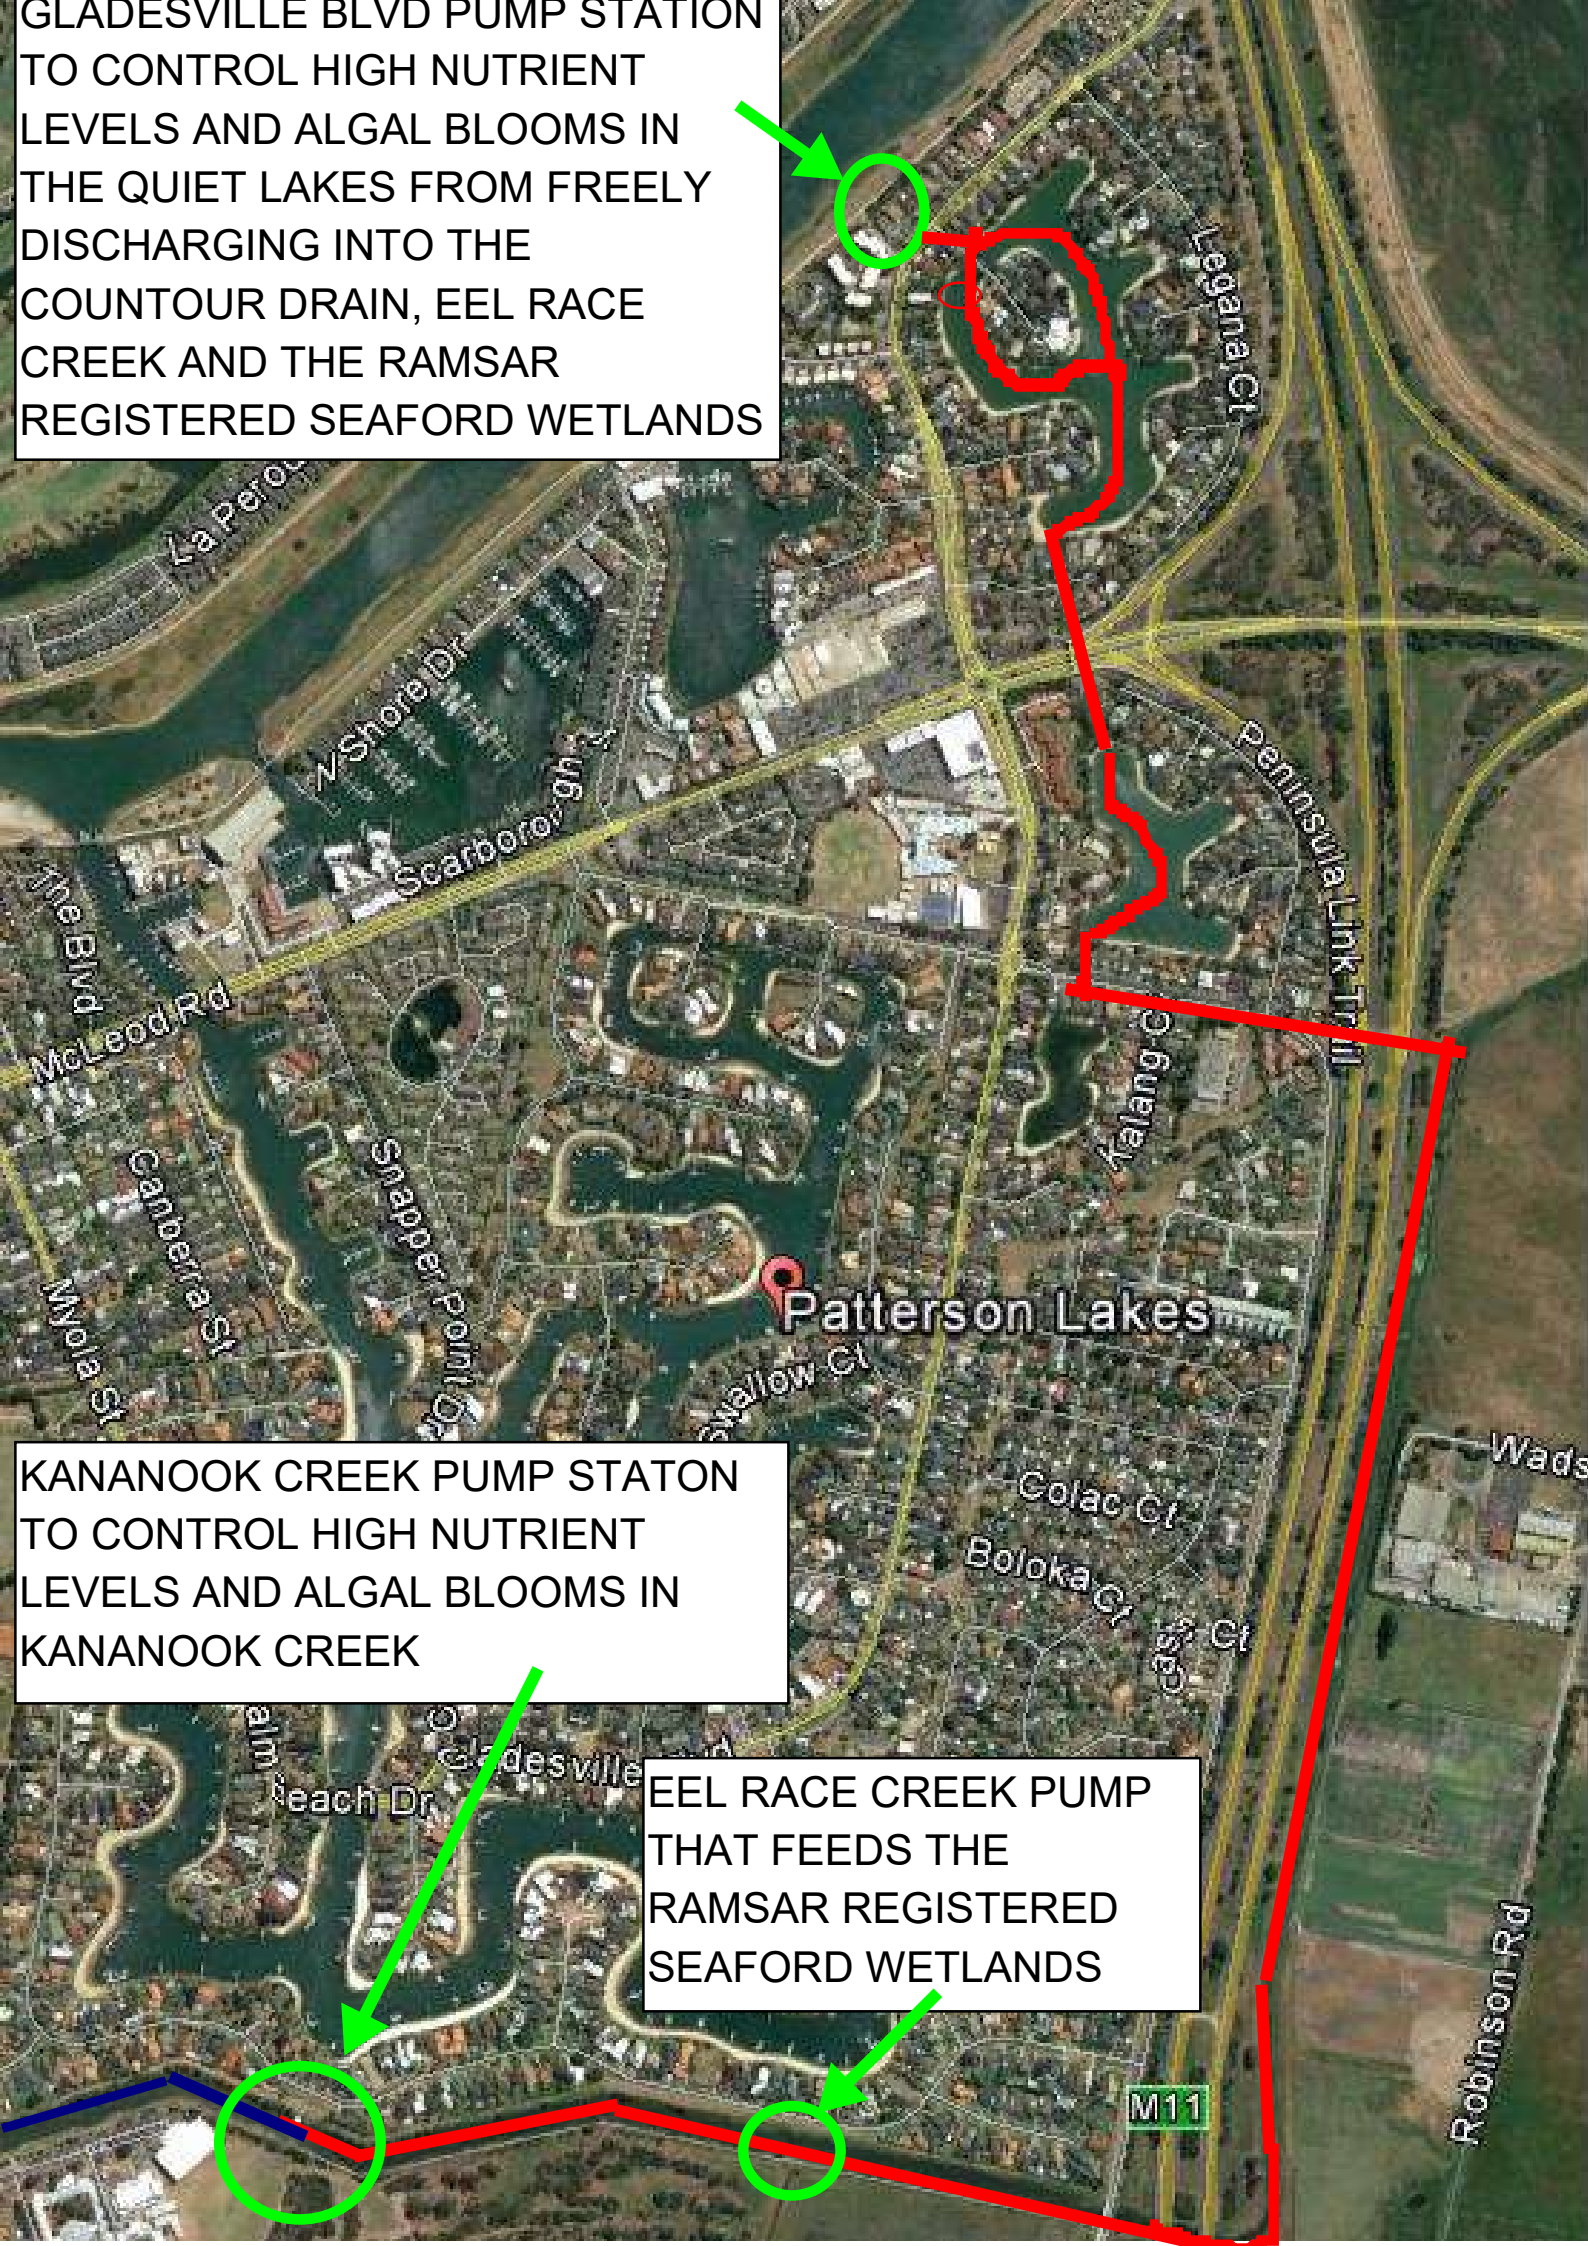 GLADESVILLE BLVD PUMP STATION
TO CONTROL HIGH NUTRIENT
LEVELS AND ALGAL BLOOMS IN
THE QUIET LAKES FROM FREELY
DISCHARGING INTO THE
COUNTOUR DRAIN, EEL RACE
CREEK AND THE RAMSAR
REGISTERED SEAFORD WETLANDS
Legana Ct
La Perou
N Shore Dr
Scarborough
Peninsula Link Trail
The Blvd
McLeod Rd
Kalang Ct
Canberra St
Snapper Point Dr
Myola St
Patterson Lakes
Swallow Ct
Wads
Colac Ct
Boloka Ct
Cass Ct
KANANOOK CREEK PUMP STATON
TO CONTROL HIGH NUTRIENT
LEVELS AND ALGAL BLOOMS IN
KANANOOK CREEK
alm Beach Dr
Gladesville Blvd
EEL RACE CREEK PUMP
THAT FEEDS THE
RAMSAR REGISTERED
SEAFORD WETLANDS
Robinson Rd
M11